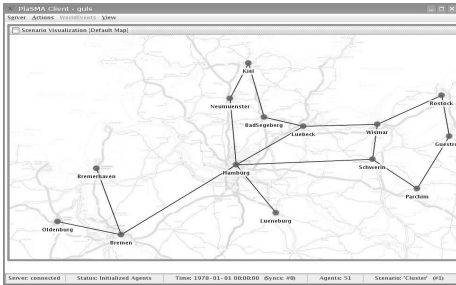 PlaSMA Client - guls
Server Actions WorldEvents View
Scenario Visualization (Default Map)
Kiel
Neumuenster
Rostock
BadSegeberg
Luebeck
Wismar
Guestro
Schwerin
Hamburg
Bremerhaven
Parchim
Lueneburg
Oldenburg
Bremen
Server: connected Status: Initialized Agents Time: 1970-01-01 00:00:00 (Syncs: #0) Agents: 51 Scenario: 'Cluster' (#1)